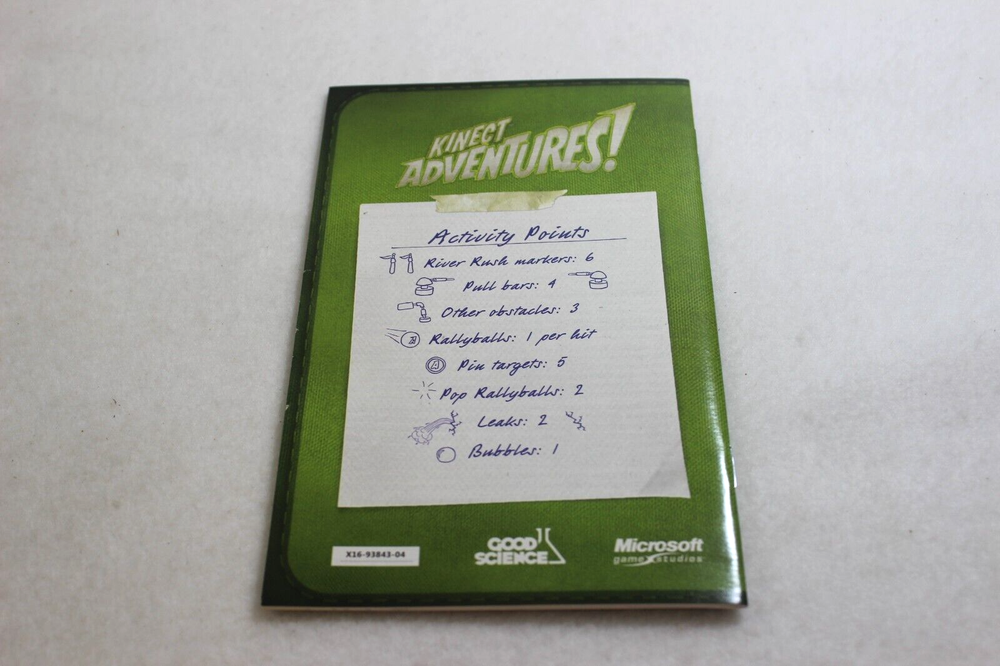 KINECT
ADVENTURES!
Activity Points
River Rush markers: 6
Pull bars: 4
Other obstacles: 3
Rallyballs: 1 per hit
Pin targets: 5
Pop Rallyballs: 2
Leaks: 2
Bubbles: 1
X16-93843-04
GOOD
SCIENCE
Microsoft
game studios